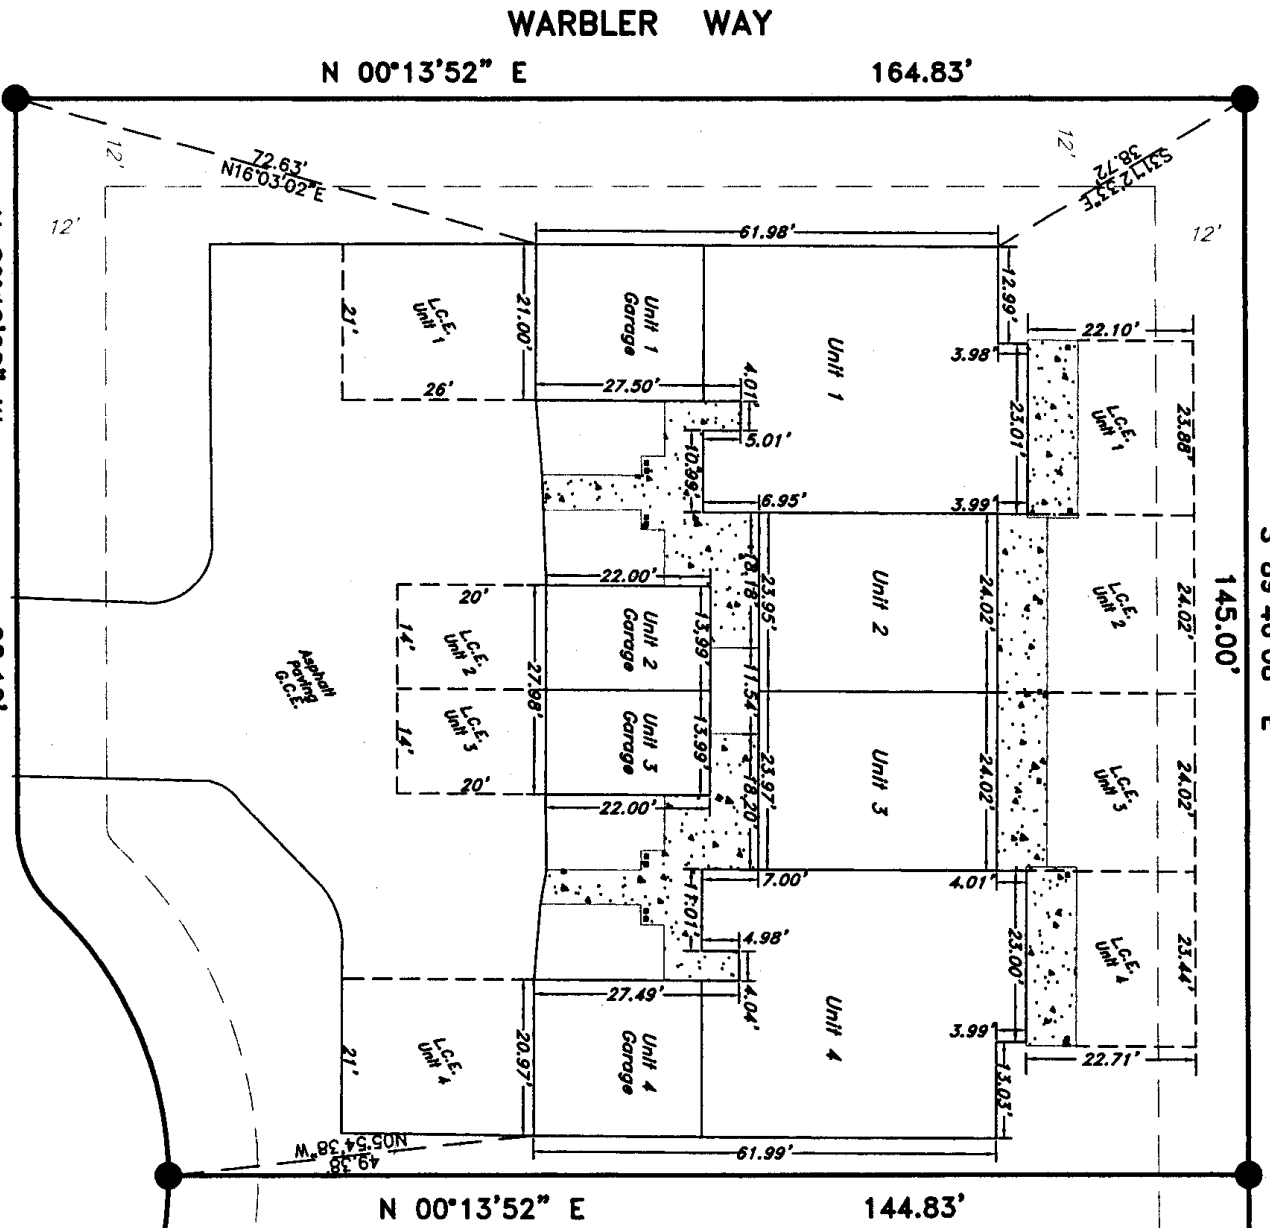 WARBLER WAY
N 00°13'52" E
164.83'
12'
12'
72.63'
N16°03'02"E
S31°12'33"E
38.72'
12'
12'
61.98'
12.99'
22.10'
L.C.E.
Unit 1
21'
26'
21.00'
Unit 1
Garage
27.50'
4.01'
5.01'
10.99'
Unit 1
3.98'
23.01'
L.C.E.
Unit 1
23.88'
6.95'
3.99'
22.00'
18.18'
23.95'
Unit 2
24.02'
L.C.E.
Unit 2
24.02'
145.00'
20'
14'
L.C.E.
Unit 2
Unit 2
Garage
13.99'
27.98'
11.54'
Asphalt
Paving
G.C.E.
14'
L.C.E.
Unit 3
20'
Unit 3
Garage
13.99'
22.00'
18.20'
23.97'
Unit 3
24.02'
L.C.E.
Unit 3
24.02'
7.00'
4.01'
11.01'
4.98'
23.00'
L.C.E.
Unit 4
23.44'
27.49'
4.04'
Unit 4
3.99'
22.71'
13.03'
L.C.E.
Unit 4
21'
20.97'
Unit 4
Garage
N05°54'38"W
49.38'
61.99'
N 00°13'52" E
144.83'